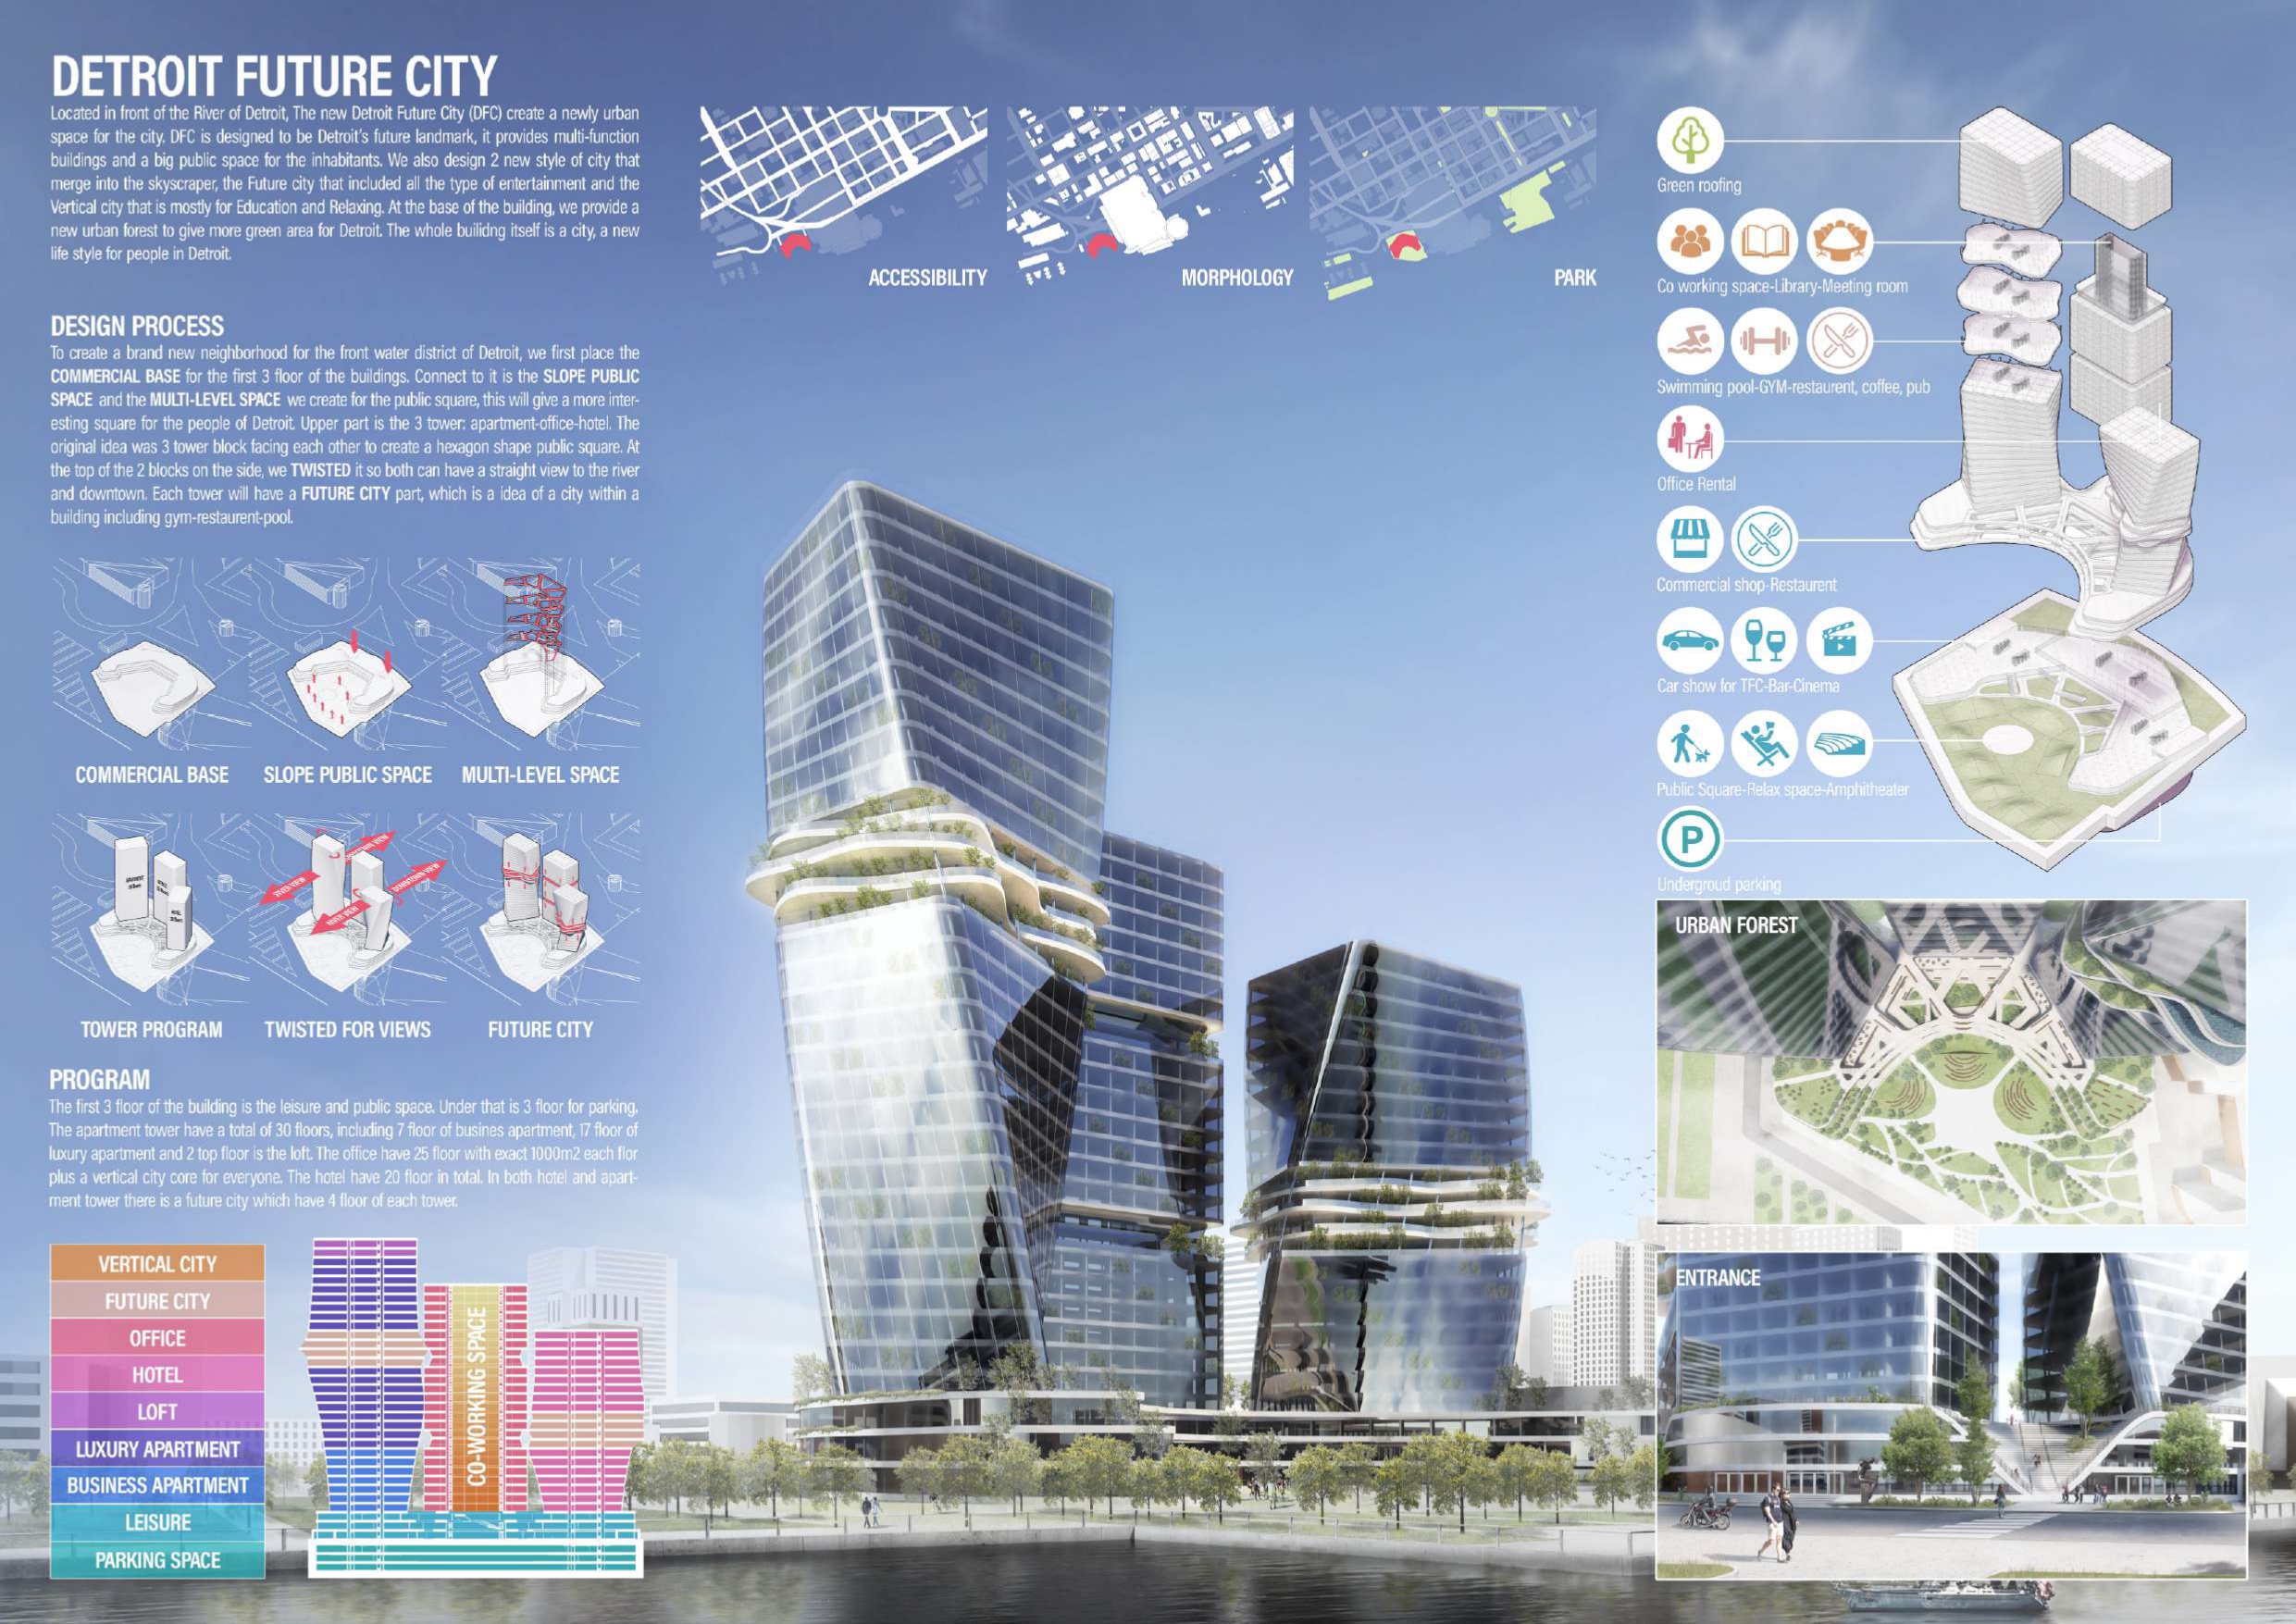 DETROIT FUTURE CITY
Located in front of the River of Detroit, The new Detroit Future City (DFC) create a newly urban
space for the city. DFC is designed to be Detroit's future landmark, it provides multi-function
buildings and a big public space for the inhabitants. We also design 2 new style of city that
merge into the skyscraper, the Future city that included all the type of entertainment and the
Vertical city that is mostly for Education and Relaxing. At the base of the building, we provide a
new urban forest to give more green area for Detroit. The whole builidng itself is a city, a new
life style for people in Detroit.
DESIGN PROCESS
To create a brand new neighborhood for the front water district of Detroit, we first place the
COMMERCIAL BASE for the first 3 floor of the buildings. Connect to it is the SLOPE PUBLIC
SPACE and the MULTI-LEVEL SPACE we create for the public square, this will give a more inter-
esting square for the people of Detroit. Upper part is the 3 tower: apartment-office-hotel. The
original idea was 3 tower block facing each other to create a hexagon shape public square. At
the top of the 2 blocks on the side, we TWISTED it so both can have a straight view to the river
and downtown. Each tower will have a FUTURE CITY part, which is a idea of a city within a
building including gym-restaurent-pool.
COMMERCIAL BASE
SLOPE PUBLIC SPACE
MULTI-LEVEL SPACE
RIVER VIEW
DOWNTOWN VIEW
RIVER VIEW
DOWNTOWN VIEW
TOWER PROGRAM
TWISTED FOR VIEWS
FUTURE CITY
PROGRAM
The first 3 floor of the building is the leisure and public space. Under that is 3 floor for parking.
The apartment tower have a total of 30 floors, including 7 floor of busines apartment, 17 floor of
luxury apartment and 2 top floor is the loft. The office have 25 floor with exact 1000m2 each flor
plus a vertical city core for everyone. The hotel have 20 floor in total. In both hotel and apart-
ment tower there is a future city which have 4 floor of each tower.
VERTICAL CITY
FUTURE CITY
OFFICE
HOTEL
LOFT
LUXURY APARTMENT
BUSINESS APARTMENT
LEISURE
PARKING SPACE
CO-WORKING SPACE
ACCESSIBILITY
MORPHOLOGY
PARK
Green roofing
Co working space-Library-Meeting room
Swimming pool-GYM-restaurent, coffee, pub
Office Rental
Commercial shop-Restaurent
Car show for TFC-Bar-Cinema
Public Square-Relax space-Amphitheater
P
Undergroud parking
URBAN FOREST
ENTRANCE